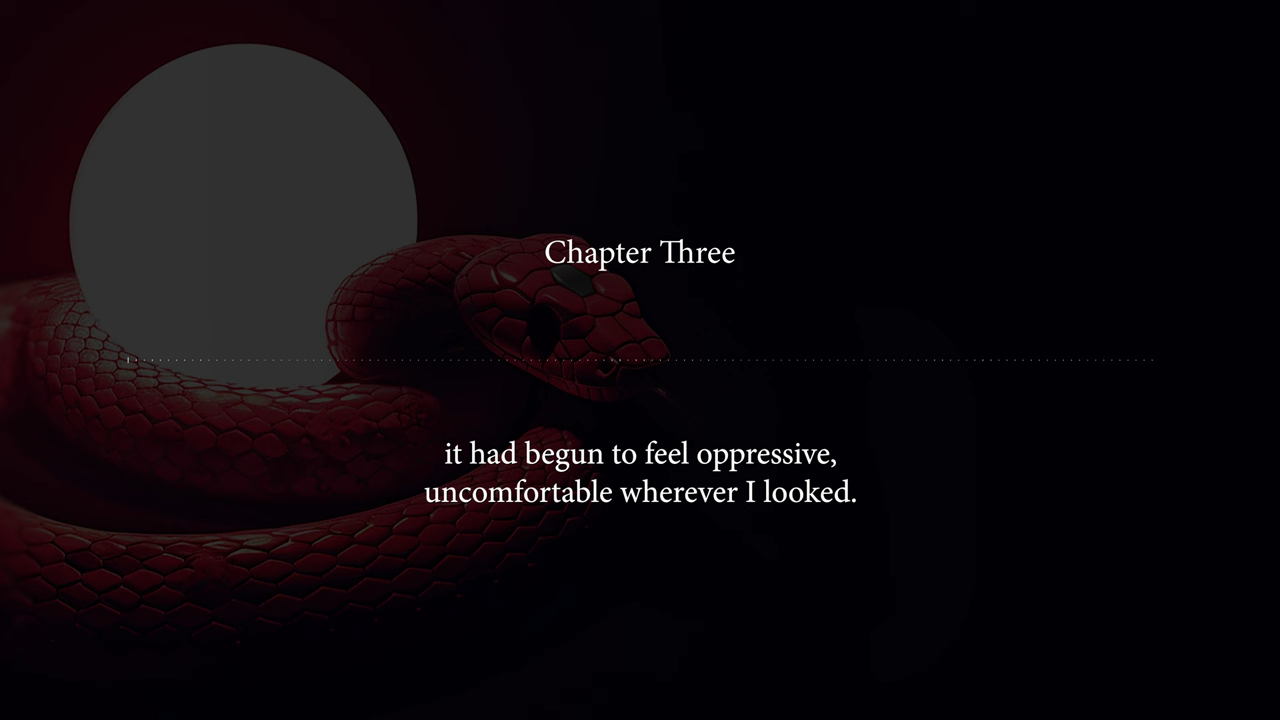 Chapter Three
it had begun to feel oppressive,
uncomfortable wherever I looked.